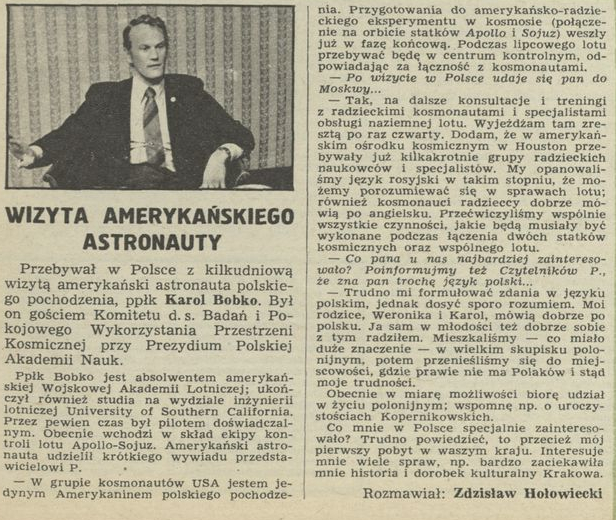 WIZYTA AMERYKAŃSKIEGO
ASTRONAUTY
Przebywał w Polsce z kilkudniową
wizytą amerykański astronauta polskie-
go pochodzenia, ppłk Karol Bobko. Był
on gościem Komitetu d. s. Badań i Po-
kojowego Wykorzystania Przestrzeni
Kosmicznej przy Prezydium Polskiej
Akademii Nauk.
Ppłk Bobko jest absolwentem amerykań-
skiej Wojskowej Akademii Lotniczej; ukoń-
czył również studia na wydziale inżynierii
lotniczej University of Southern California.
Przez pewien czas był pilotem doświadczal-
nym. Obecnie wchodzi w skład ekipy kon-
troli lotu Apollo-Sojuz. Amerykański astro-
nauta udzielił krótkiego wywiadu przedsta-
wicielowi P.
— W grupie kosmonautów USA jestem je-
dynym Amerykaninem polskiego pochodze-
nia. Przygotowania do amerykańsko-radzie-
ckiego eksperymentu w kosmosie (połącze-
nie na orbicie statków Apollo i Sojuz) weszły
już w fazę końcową. Podczas lipcowego lotu
przebywać będę w centrum kontrolnym, od-
powiadając za łączność z kosmonautami.
— Po wizycie w Polsce udaje się pan do
Moskwy...
— Tak, na dalsze konsultacje i treningi
z radzieckimi kosmonautami i specjalistami
obsługi naziemnej lotu. Wyjeżdżam tam zre-
sztą po raz czwarty. Dodam, że w amerykań-
skim ośrodku kosmicznym w Houston prze-
bywały już kilkakrotnie grupy radzieckich
naukowców i specjalistów. My opanowali-
śmy język rosyjski w takim stopniu, że mo-
żemy porozumiewać się w sprawach lotu;
również kosmonauci radzieccy dobrze mó-
wią po angielsku. Przećwiczyliśmy wspólnie
wszystkie czynności, jakie będą musiały być
wykonane podczas łączenia dwóch statków
kosmicznych oraz wspólnego lotu.
— Co pana u nas najbardziej zaintereso-
wało? Poinformujmy też Czytelników P.,
że zna pan trochę język polski...
— Trudno mi formułować zdania w języku
polskim, jednak dosyć sporo rozumiem. Moi
rodzice, Weronika i Karol, mówią dobrze po
polsku. Ja sam w młodości też dobrze sobie
z tym radziłem. Mieszkaliśmy — co miało
duże znaczenie — w wielkim skupisku polo-
nijnym, potem przenieśliśmy się do miej-
scowości, gdzie prawie nie ma Polaków i stąd
moje trudności.
Obecnie w miarę możliwości biorę udział
w życiu polonijnym; wspomnę np. o uroczy-
stościach Kopernikowskich.
Co mnie w Polsce specjalnie zaintereso-
wało? Trudno powiedzieć, to przecież mój
pierwszy pobyt w waszym kraju. Interesuje
mnie wiele spraw, np. bardzo zaciekawiła
mnie historia i dorobek kulturalny Krakowa.
Rozmawiał: Zdzisław Hołowiecki